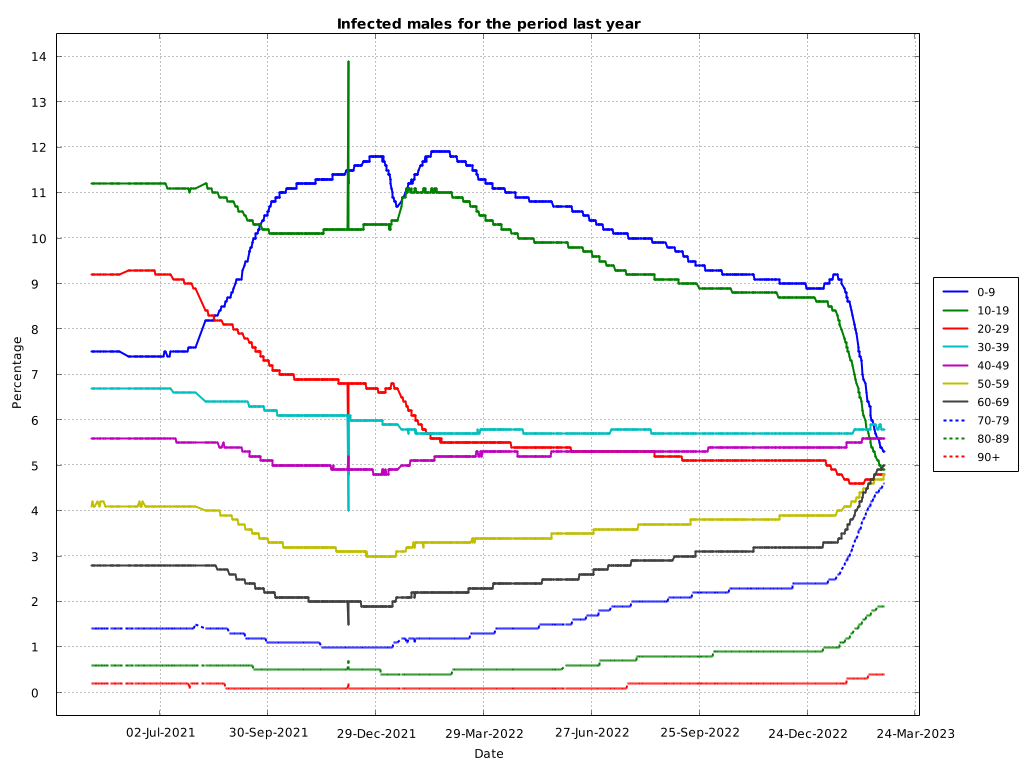 Infected males for the period last year
Percentage
14
13
12
11
10
9
8
7
6
5
4
3
2
1
0
02-Jul-2021
30-Sep-2021
29-Dec-2021
29-Mar-2022
27-Jun-2022
25-Sep-2022
24-Dec-2022
24-Mar-2023
Date
0-9
10-19
20-29
30-39
40-49
50-59
60-69
70-79
80-89
90+